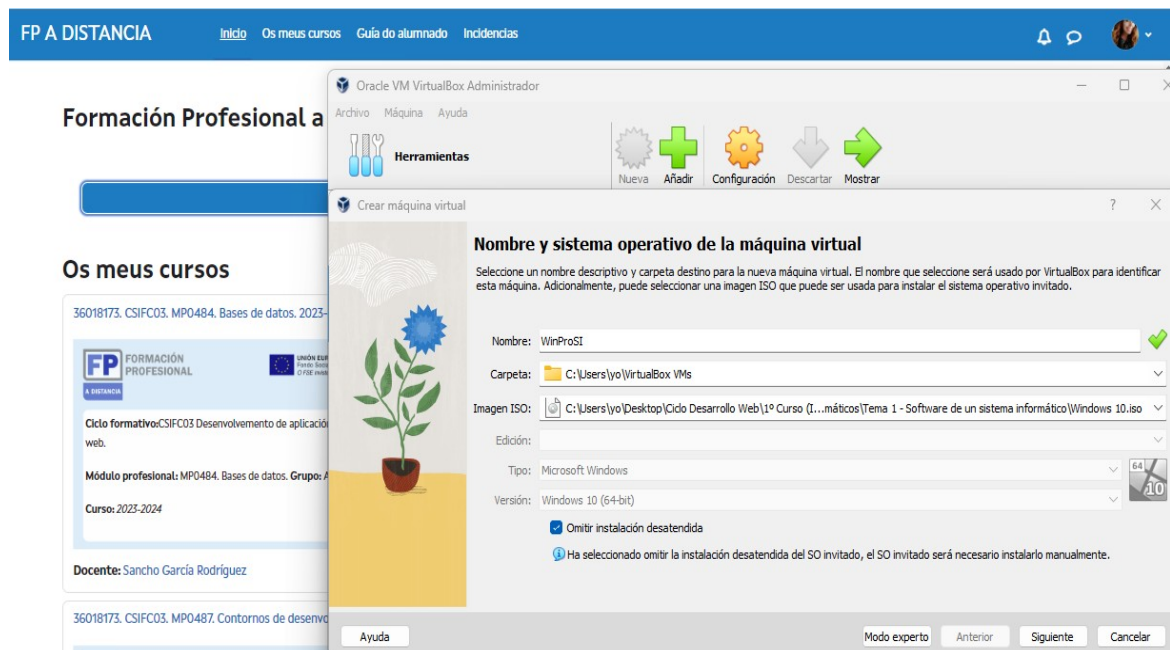 FP A DISTANCIA
Inicio
Os meus cursos
Guía do alumnado
Incidencias
Formación Profesional a
Os meus cursos
36018173. CSIFC03. MP0484. Bases de datos. 2023-
FP
A DISTANCIA
FORMACIÓN
PROFESIONAL
UNIÓN EUR
Fondo Socia
O FSE inviste
Ciclo formativo:CSIFC03 Desenvolvemento de aplicación
web.
Módulo profesional: MP0484. Bases de datos. Grupo: A
Curso: 2023-2024
Docente: Sancho García Rodríguez
36018173. CSIFC03. MP0487. Contornos de desenvo
Oracle VM VirtualBox Administrador
Archivo Máquina Ayuda
Herramientas
Nueva Añadir Configuración Descartar Mostrar
Crear máquina virtual
?
Nombre y sistema operativo de la máquina virtual
Seleccione un nombre descriptivo y carpeta destino para la nueva máquina virtual. El nombre que seleccione será usado por VirtualBox para identificar
esta máquina. Adicionalmente, puede seleccionar una imagen ISO que puede ser usada para instalar el sistema operativo invitado.
Nombre: WinProSI
Carpeta: C:\Users\yo\VirtualBox VMs
Imagen ISO: C:\Users\yo\Desktop\Ciclo Desarrollo Web\1º Curso (I...máticos\Tema 1 - Software de un sistema informático\Windows 10.iso
Edición:
Tipo: Microsoft Windows
64
10
Versión: Windows 10 (64-bit)
Omitir instalación desatendida
Ha seleccionado omitir la instalación desatendida del SO invitado, el SO invitado será necesario instalarlo manualmente.
Ayuda Modo experto Anterior Siguiente Cancelar